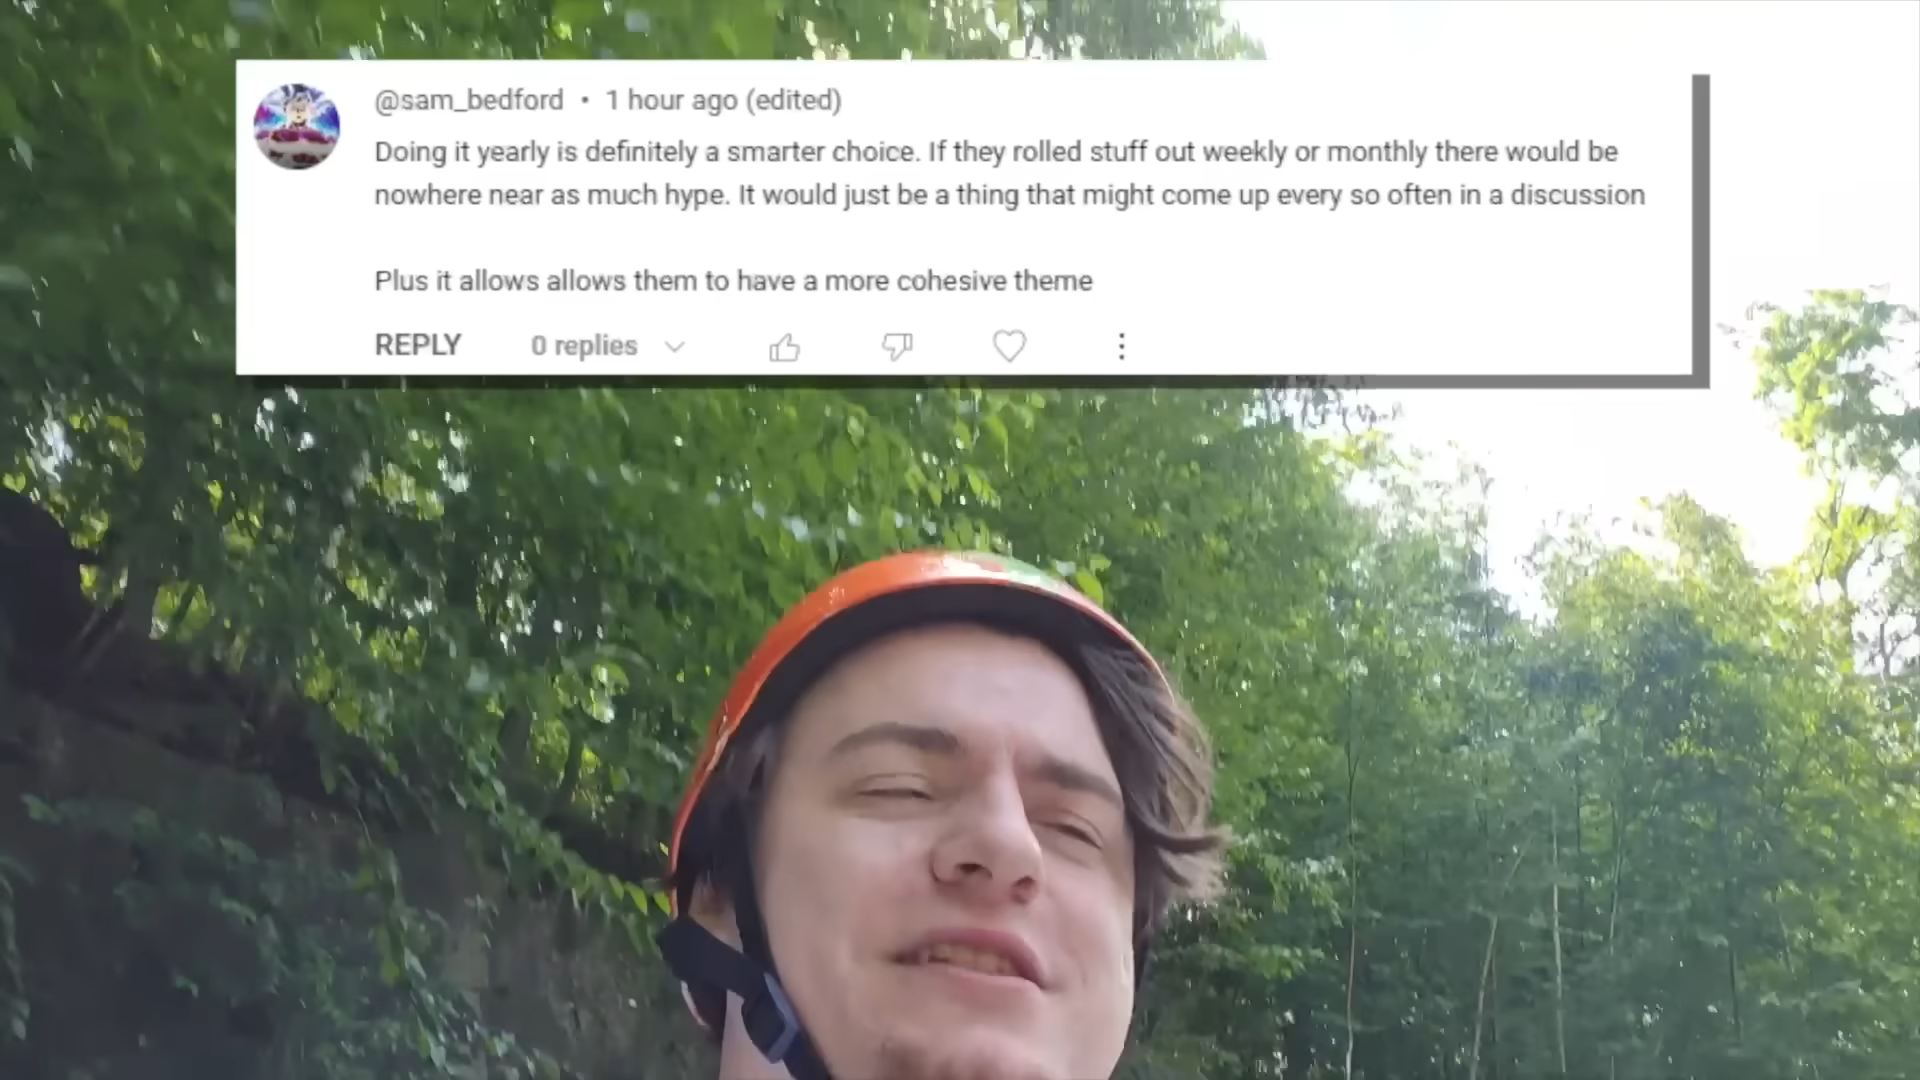 @sam_bedford • 1 hour ago (edited)
Doing it yearly is definitely a smarter choice. If they rolled stuff out weekly or monthly there would be
nowhere near as much hype. It would just be a thing that might come up every so often in a discussion
Plus it allows allows them to have a more cohesive theme
REPLY 0 replies